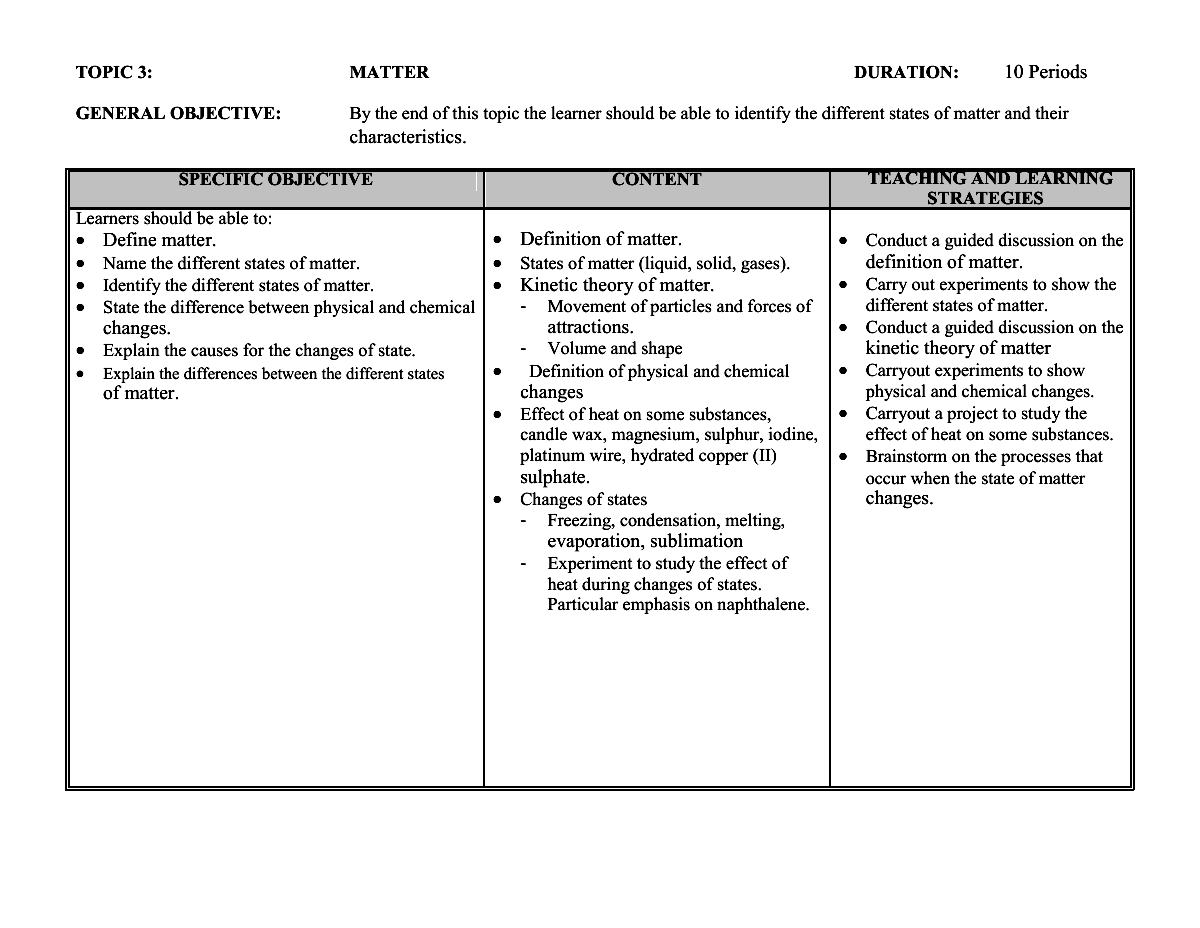 TOPIC 3: MATTER DURATION: 10 Periods
GENERAL OBJECTIVE: By the end of this topic the learner should be able to identify the different states of matter and their
characteristics.
SPECIFIC OBJECTIVE
Learners should be able to:
• Define matter.
• Name the different states of matter.
• Identify the different states of matter.
• State the difference between physical and chemical
changes.
• Explain the causes for the changes of state.
• Explain the differences between the different states
of matter.
CONTENT
• Definition of matter.
• States of matter (liquid, solid, gases).
• Kinetic theory of matter.
- Movement of particles and forces of
attractions.
- Volume and shape
• Definition of physical and chemical
changes
• Effect of heat on some substances,
candle wax, magnesium, sulphur, iodine,
platinum wire, hydrated copper (II)
sulphate.
• Changes of states
- Freezing, condensation, melting,
evaporation, sublimation
- Experiment to study the effect of
heat during changes of states.
Particular emphasis on naphthalene.
TEACHING AND LEARNING
STRATEGIES
• Conduct a guided discussion on the
definition of matter.
• Carry out experiments to show the
different states of matter.
• Conduct a guided discussion on the
kinetic theory of matter
• Carryout experiments to show
physical and chemical changes.
• Carryout a project to study the
effect of heat on some substances.
• Brainstorm on the processes that
occur when the state of matter
changes.